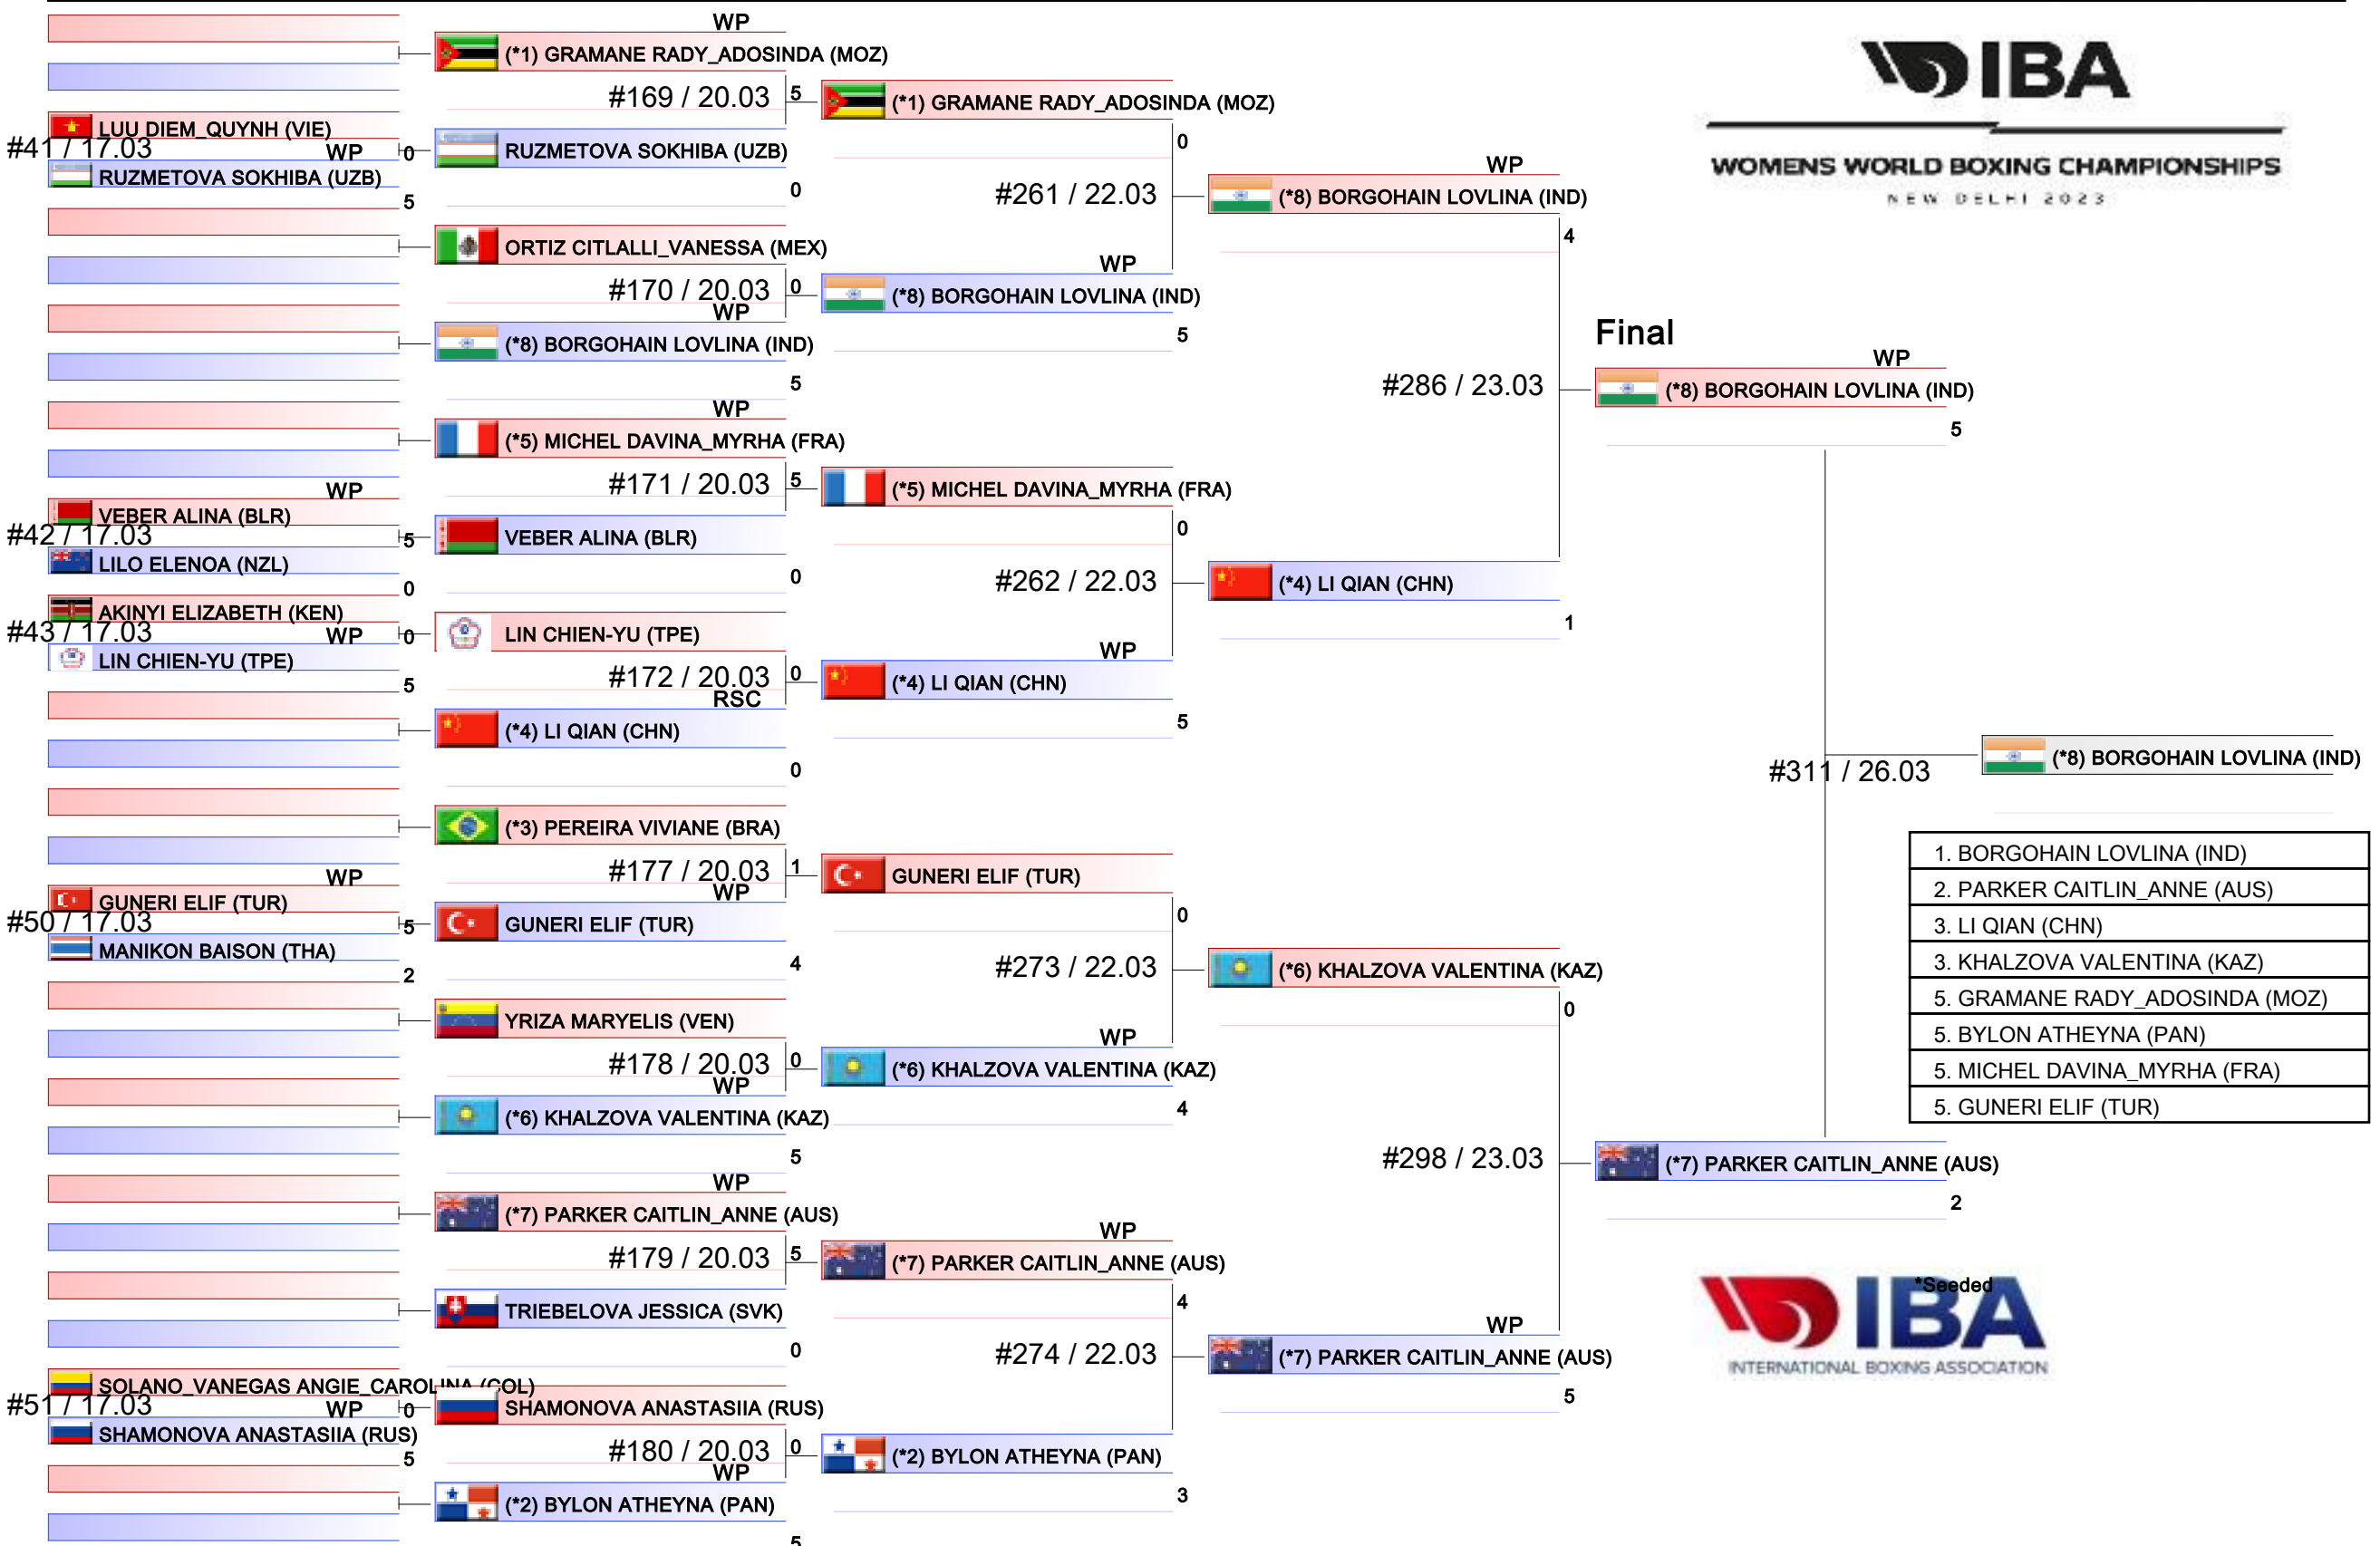 WP
(*1) GRAMANE RADY_ADOSINDA (MOZ)
#169 / 20.03
5
(*1) GRAMANE RADY_ADOSINDA (MOZ)
IBA
LUU DIEM_QUYNH (VIE)
#41 / 17.03
WP
0
RUZMETOVA SOKHIBA (UZB)
0
WOMENS WORLD BOXING CHAMPIONSHIPS
NEW DELHI 2023
RUZMETOVA SOKHIBA (UZB)
5
0
#261 / 22.03
WP
(*8) BORGOHAIN LOVLINA (IND)
4
ORTIZ CITLALLI_VANESSA (MEX)
#170 / 20.03
0
WP
WP
(*8) BORGOHAIN LOVLINA (IND)
5
(*8) BORGOHAIN LOVLINA (IND)
5
Final
WP
(*8) BORGOHAIN LOVLINA (IND)
5
#286 / 23.03
WP
(*5) MICHEL DAVINA_MYRHA (FRA)
#171 / 20.03
5
(*5) MICHEL DAVINA_MYRHA (FRA)
0
WP
VEBER ALINA (BLR)
#42 / 17.03
5
VEBER ALINA (BLR)
0
LILO ELENOA (NZL)
0
#262 / 22.03
(*4) LI QIAN (CHN)
1
AKINYI ELIZABETH (KEN)
#43 / 17.03
WP
0
LIN CHIEN-YU (TPE)
LIN CHIEN-YU (TPE)
5
#172 / 20.03
0
RSC
WP
(*4) LI QIAN (CHN)
5
(*4) LI QIAN (CHN)
0
#311 / 26.03
(*8) BORGOHAIN LOVLINA (IND)
(*3) PEREIRA VIVIANE (BRA)
#177 / 20.03
1
WP
GUNERI ELIF (TUR)
0
WP
GUNERI ELIF (TUR)
#50 / 17.03
5
GUNERI ELIF (TUR)
4
MANIKON BAISON (THA)
2
#273 / 22.03
(*6) KHALZOVA VALENTINA (KAZ)
0
YRIZA MARYELIS (VEN)
#178 / 20.03
0
WP
WP
(*6) KHALZOVA VALENTINA (KAZ)
4
(*6) KHALZOVA VALENTINA (KAZ)
5
1. BORGOHAIN LOVLINA (IND)
2. PARKER CAITLIN_ANNE (AUS)
3. LI QIAN (CHN)
3. KHALZOVA VALENTINA (KAZ)
5. GRAMANE RADY_ADOSINDA (MOZ)
5. BYLON ATHEYNA (PAN)
5. MICHEL DAVINA_MYRHA (FRA)
5. GUNERI ELIF (TUR)
#298 / 23.03
(*7) PARKER CAITLIN_ANNE (AUS)
2
WP
(*7) PARKER CAITLIN_ANNE (AUS)
#179 / 20.03
5
WP
(*7) PARKER CAITLIN_ANNE (AUS)
4
TRIEBELOVA JESSICA (SVK)
0
#274 / 22.03
WP
(*7) PARKER CAITLIN_ANNE (AUS)
5
*Seeded
IBA
INTERNATIONAL BOXING ASSOCIATION
SOLANO_VANEGAS ANGIE_CAROLINA (COL)
#51 / 17.03
WP
0
SHAMONOVA ANASTASIIA (RUS)
SHAMONOVA ANASTASIIA (RUS)
5
#180 / 20.03
0
WP
(*2) BYLON ATHEYNA (PAN)
3
(*2) BYLON ATHEYNA (PAN)
5